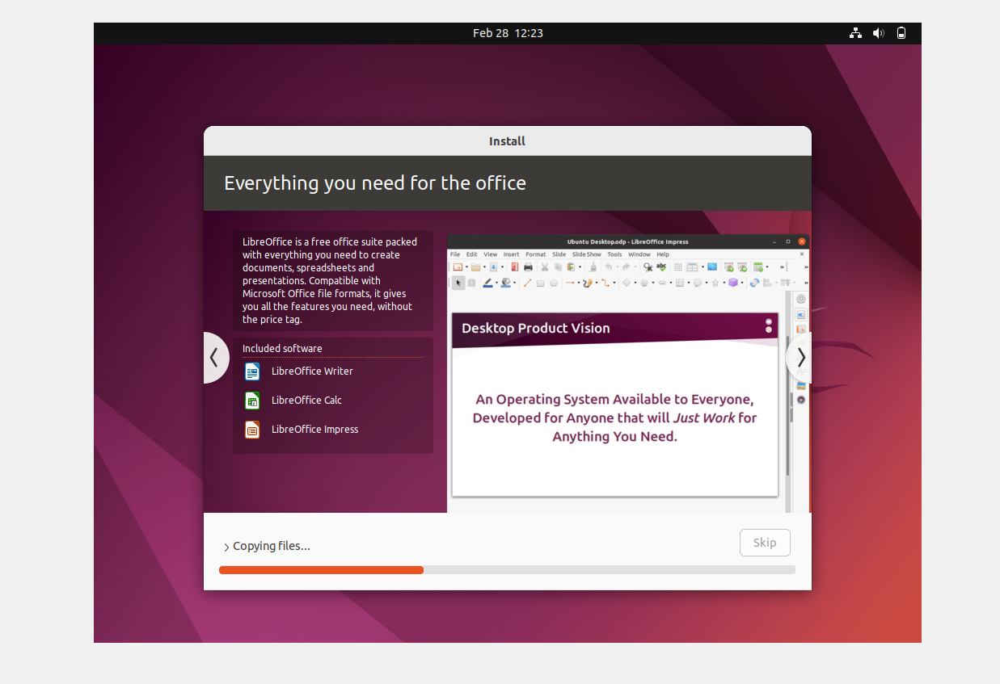 Feb 28 12:23
Install
Everything you need for the office
LibreOffice is a free office suite packed
with everything you need to create
documents, spreadsheets and
presentations. Compatible with
Microsoft Office file formats, it gives
you all the features you need, without
the price tag.
Included software
LibreOffice Writer
LibreOffice Calc
LibreOffice Impress
Ubuntu Desktop.odp - LibreOffice Impress
File Edit View Insert Format Slide Slide Show Tools Window Help
Desktop Product Vision
An Operating System Available to Everyone,
Developed for Anyone that will Just Work for
Anything You Need.
Copying files...
Skip